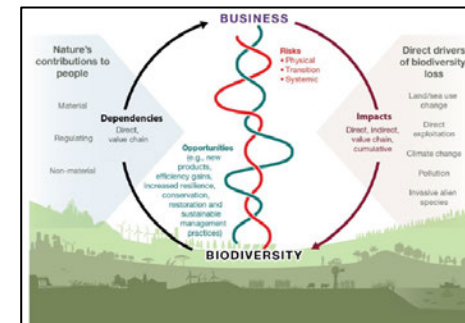 BUSINESS
Nature's
contributions to
people
Material
Regulating
Non-material
Dependencies
Direct,
value chain
Risks
• Physical
• Transition
• Systemic
Opportunities
(e.g., new
products,
efficiency gains,
increased resilience,
conservation,
restoration and
sustainable
management
practices)
Impacts
Direct, indirect,
value chain,
cumulative
Direct drivers
of biodiversity
loss
Land/sea use
change
Direct
exploitation
Climate change
Pollution
Invasive alien
species
BIODIVERSITY